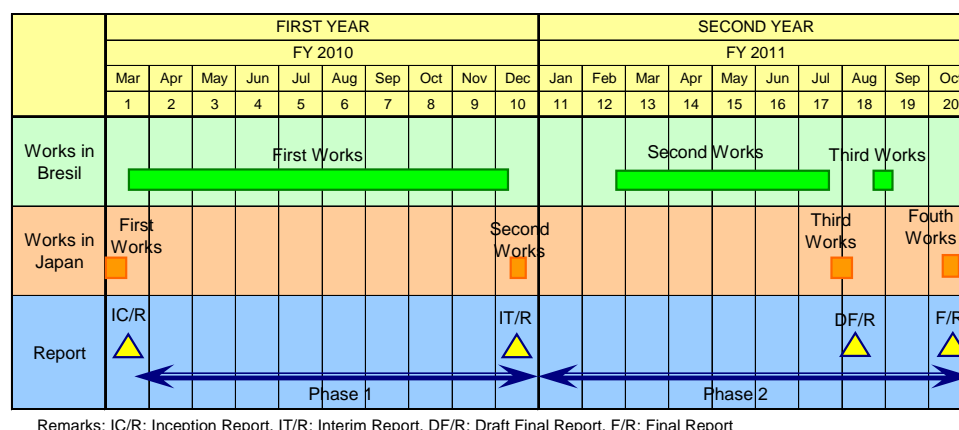 FIRST YEAR SECOND YEAR
FY 2010 FY 2011
Mar Apr May Jun Jul Aug Sep Oct Nov Dec Jan Feb Mar Apr May Jun Jul Aug Sep Oct
1 2 3 4 5 6 7 8 9 10 11 12 13 14 15 16 17 18 19 20
Works in
Bresil
First Works Second Works Third Works
Works in
Japan
First
Works
Second
Works
Third
Works
Fouth
Works
Report
IC/R IT/R DF/R F/R
Phase 1 Phase 2
Remarks: IC/R: Inception Report, IT/R: Interim Report, DF/R: Draft Final Report, F/R: Final Report